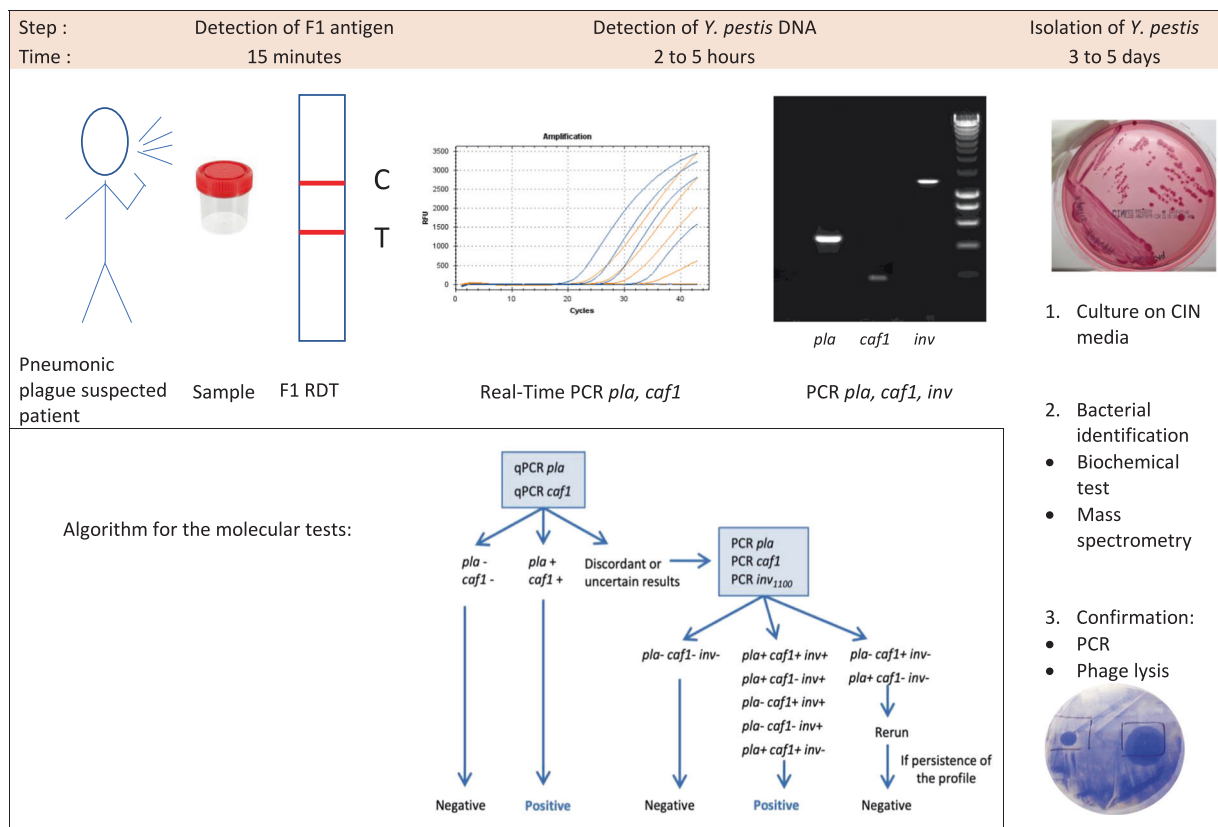 Step :
Detection of F1 antigen
Detection of Y. pestis DNA
Isolation of Y. pestis
Time :
15 minutes
2 to 5 hours
3 to 5 days
C
T
Amplification
3500
3000
2500
2000
1500
1000
500
0
RFU
0
10
20
30
40
Cycles
pla
caf1
inv
Pneumonic
plague suspected
patient
Sample
F1 RDT
Real-Time PCR pla, caf1
PCR pla, caf1, inv
1. Culture on CIN
media
2. Bacterial
identification
• Biochemical
test
• Mass
spectrometry
3. Confirmation:
• PCR
• Phage lysis
Algorithm for the molecular tests:
qPCR pla
qPCR caf1
pla -
caf1 -
pla +
caf1 +
Discordant or
uncertain results
PCR pla
PCR caf1
PCR inv1100
pla- caf1- inv-
pla+ caf1+ inv+
pla+ caf1- inv+
pla- caf1+ inv+
pla- caf1- inv+
pla+ caf1+ inv-
pla- caf1+ inv-
pla+ caf1- inv-
Rerun
If persistence of
the profile
Negative
Positive
Negative
Positive
Negative